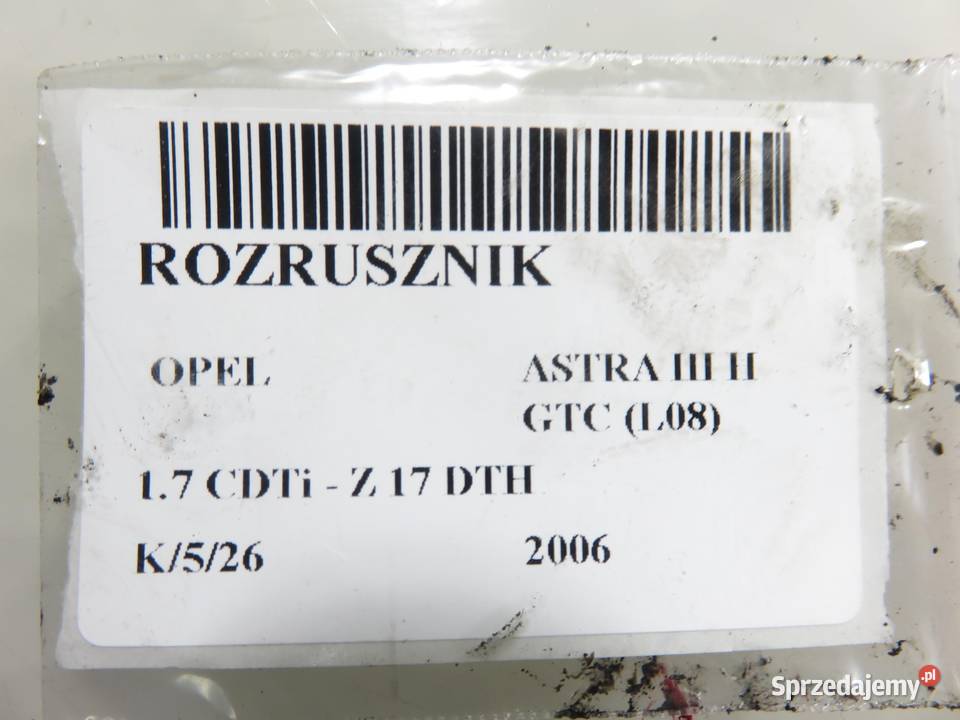 ROZRUSZNIK
OPEL ASTRA III H
GTC (L08)
1.7 CDTi - Z 17 DTH
K/5/26 2006
Sprzedajemy.pl